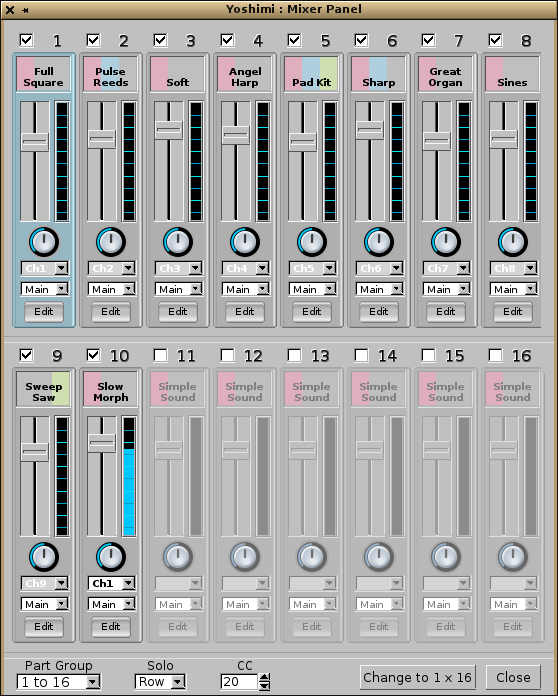 Yoshimi : Mixer Panel
1 2 3 4 5 6 7 8
Full Square Pulse Reeds Soft Angel Harp Pad Kit Sharp Great Organ Sines
Ch1 Ch2 Ch3 Ch4 Ch5 Ch6 Ch7 Ch8
Main Main Main Main Main Main Main Main
Edit Edit Edit Edit Edit Edit Edit Edit
9 10 11 12 13 14 15 16
Sweep Saw Slow Morph Simple Sound Simple Sound Simple Sound Simple Sound Simple Sound Simple Sound
Ch9 Ch1
Main Main Main Main Main Main Main Main
Edit Edit Edit Edit Edit Edit Edit Edit
Part Group Solo CC
1 to 16 Row 20 Change to 1 x 16 Close